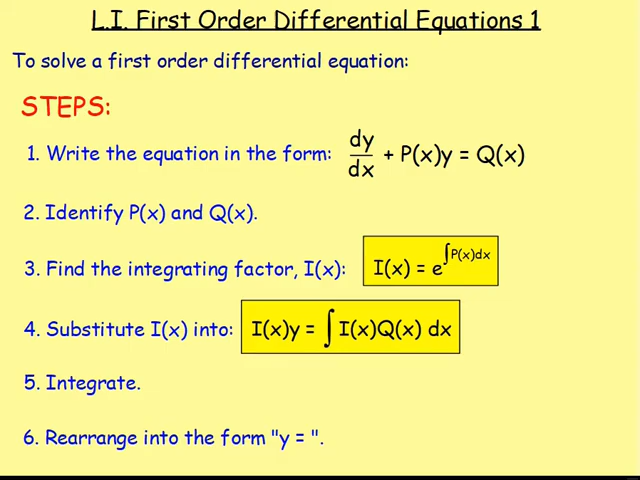 L.I. First Order Differential Equations 1
To solve a first order differential equation:
STEPS:
1. Write the equation in the form: dy/dx + P(x)y = Q(x)
2. Identify P(x) and Q(x).
3. Find the integrating factor, I(x): I(x) = e^∫P(x)dx
4. Substitute I(x) into: I(x)y = ∫ I(x)Q(x) dx
5. Integrate.
6. Rearrange into the form "y = ".